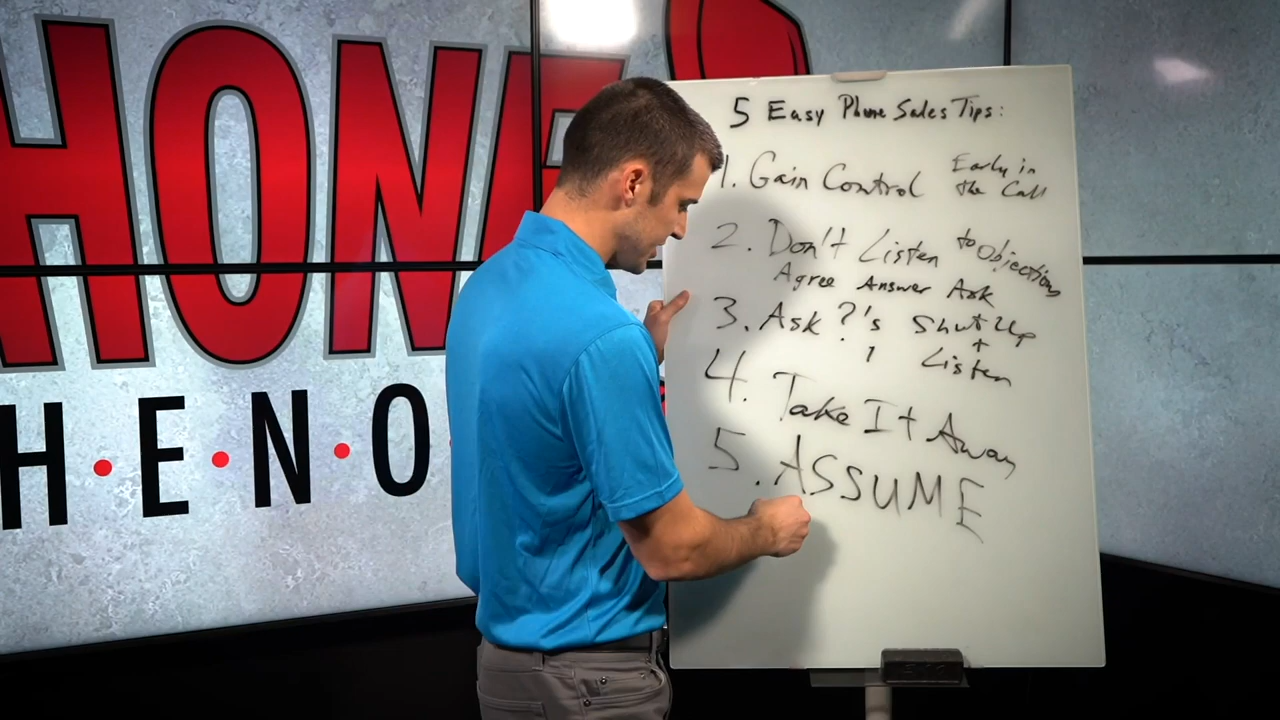 HONE
HENO
5 Easy Phone Sales Tips:
1. Gain Control Early in the Call
2. Don't Listen to Objections
Agree Answer Ask
3. Ask ?'s Shut Up + Listen
4. Take It Away
5. ASSUME